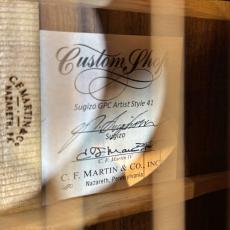 Custom Shop
Sugizo GPC Artist Style 41
Sugizo
C. F. Martin IV
C. F. MARTIN & CO., INC
Nazareth, Pennsylvania
C.F. MARTIN & CO.
NAZARETH, PA